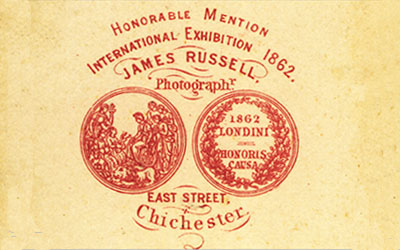 HONORABLE MENTION
INTERNATIONAL EXHIBITION 1862.
JAMES RUSSELL
Photographr.
1862
LONDINI
HONORIS
CAUSA
EAST STREET,
Chichester